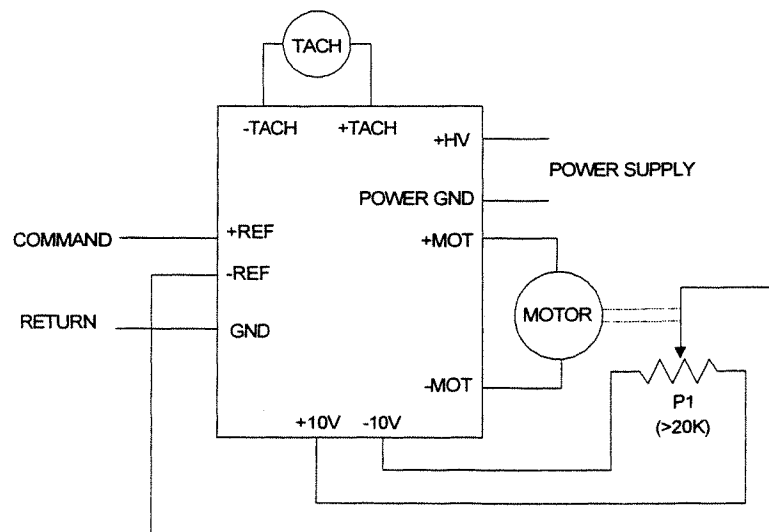 TACH
-TACH
+TACH
+HV
POWER SUPPLY
POWER GND
COMMAND
+REF
+MOT
-REF
RETURN
GND
MOTOR
-MOT
P1
(>20K)
+10V
-10V